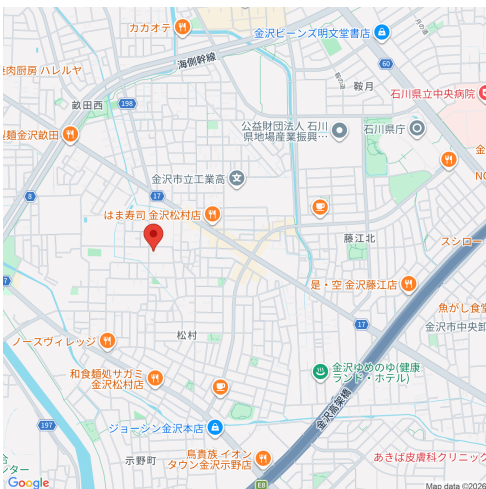 カカオテ
金沢ビーンズ明文堂書店
海側幹線
焼肉厨房 ハレルヤ
60
鞍月
石川県立中央病院
畝田西
198
製麺金沢畝田
公益財団法人 石川
県地場産業振興…
石川県庁
金沢市立工業高
8
17
はま寿司 金沢松村店
藤江北
スシロー
7
是・空 金沢藤江店
魚がし食堂
17
金沢市中央卸
ノースヴィレッジ
松村
和食麺処サガミ
金沢松村店
金沢ゆめのゆ(健康
ランド・ホテル)
金沢高架橋
197
ジョーシン金沢本店
示野町
鳥貴族 イオン
タウン金沢示野店
あきば皮膚科クリニック
E8
Google
Map data ©2026